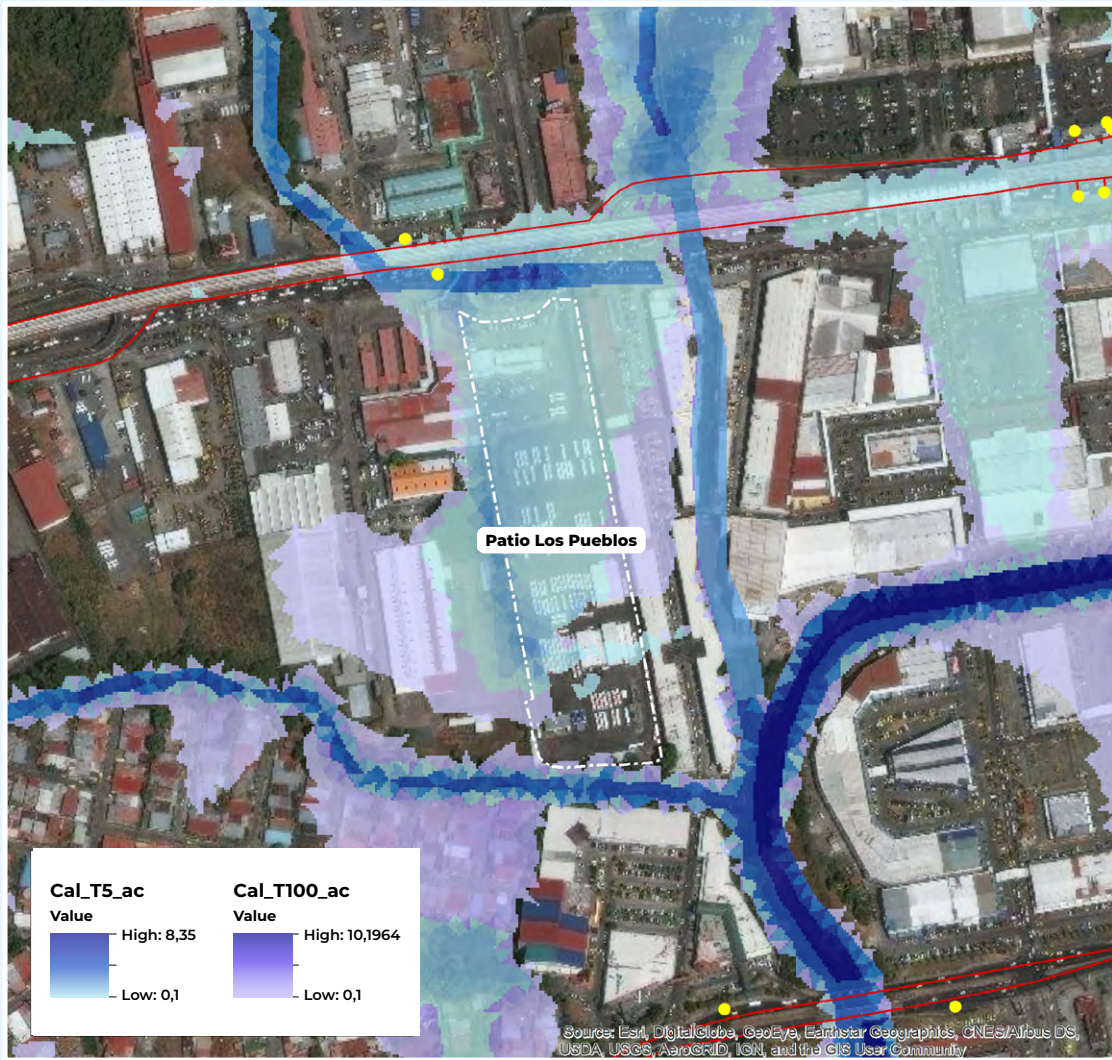 Patio Los Pueblos
Cal_T5_ac
Value
High: 8,35
Low: 0,1
Cal_T100_ac
Value
High: 10,1964
Low: 0,1
Source: Esri, DigitalGlobe, GeoEye, Earthstar Geographics, CNES/Airbus DS,
USDA, USGS, AeroGRID, IGN, and the GIS User Community